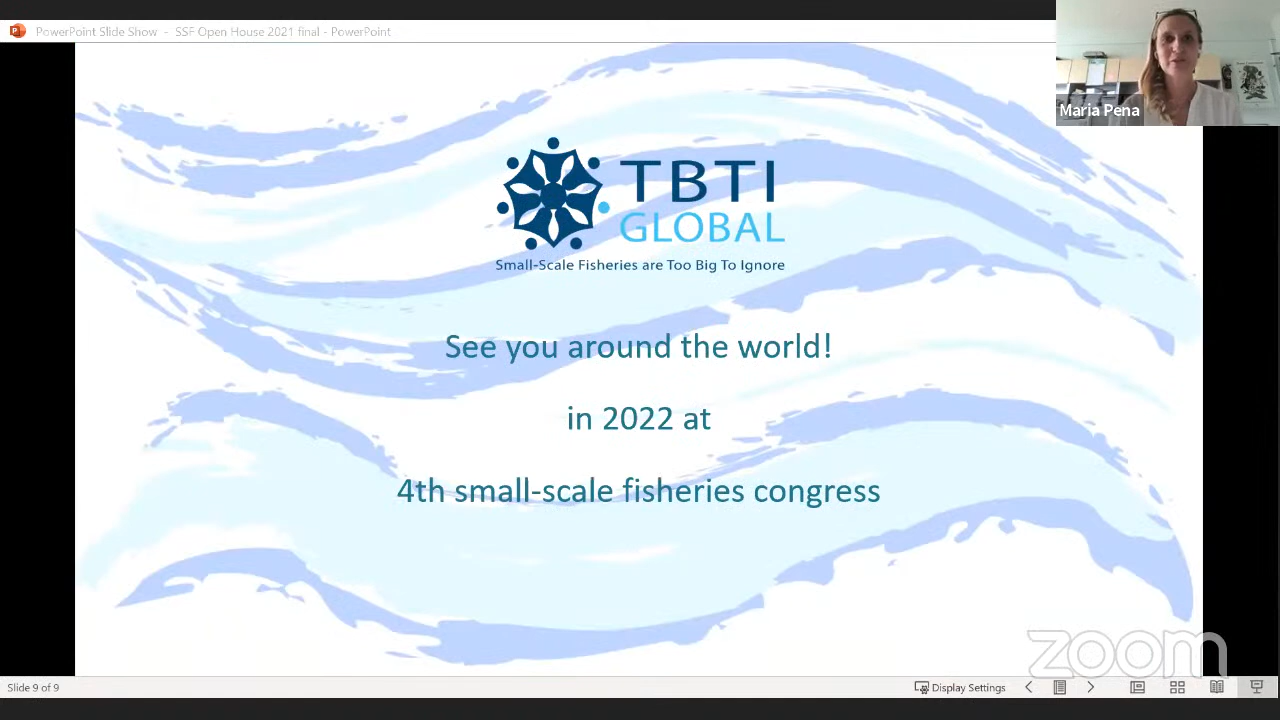 PowerPoint Slide Show - SSF Open House 2021 final - PowerPoint
Maria Pena
TBTI
GLOBAL
Small-Scale Fisheries are Too Big To Ignore
See you around the world!
in 2022 at
4th small-scale fisheries congress
zoom
Slide 9 of 9
Display Settings